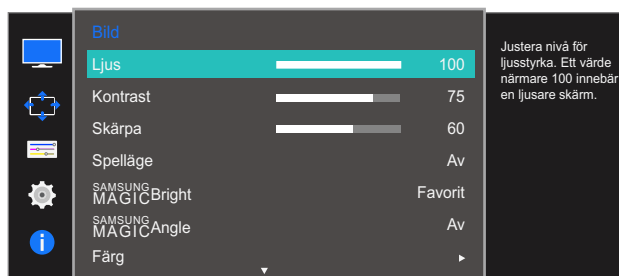 Bild
Ljus 100
Kontrast 75
Skärpa 60
Spelläge Av
SAMSUNG MAGIC Bright Favorit
SAMSUNG MAGIC Angle Av
Färg
Justera nivå för
ljusstyrka. Ett värde
närmare 100 innebär
en ljusare skärm.